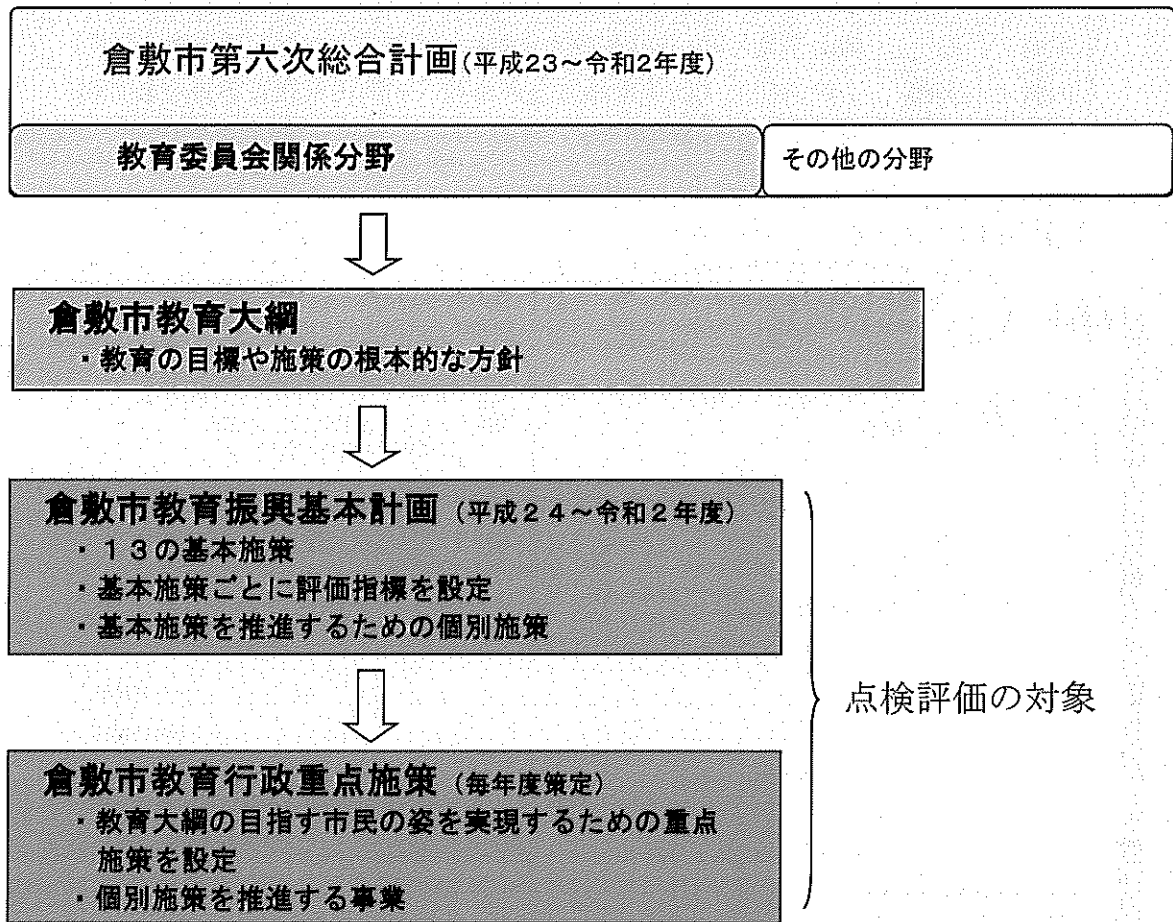 倉敷市第六次総合計画(平成23～令和2年度)
教育委員会関係分野
その他の分野
倉敷市教育大綱
・教育の目標や施策の根本的な方針
倉敷市教育振興基本計画(平成24～令和2年度)
・13の基本施策
・基本施策ごとに評価指標を設定
・基本施策を推進するための個別施策
点検評価の対象
倉敷市教育行政重点施策(毎年度策定)
・教育大綱の目指す市民の姿を実現するための重点
施策を設定
・個別施策を推進する事業